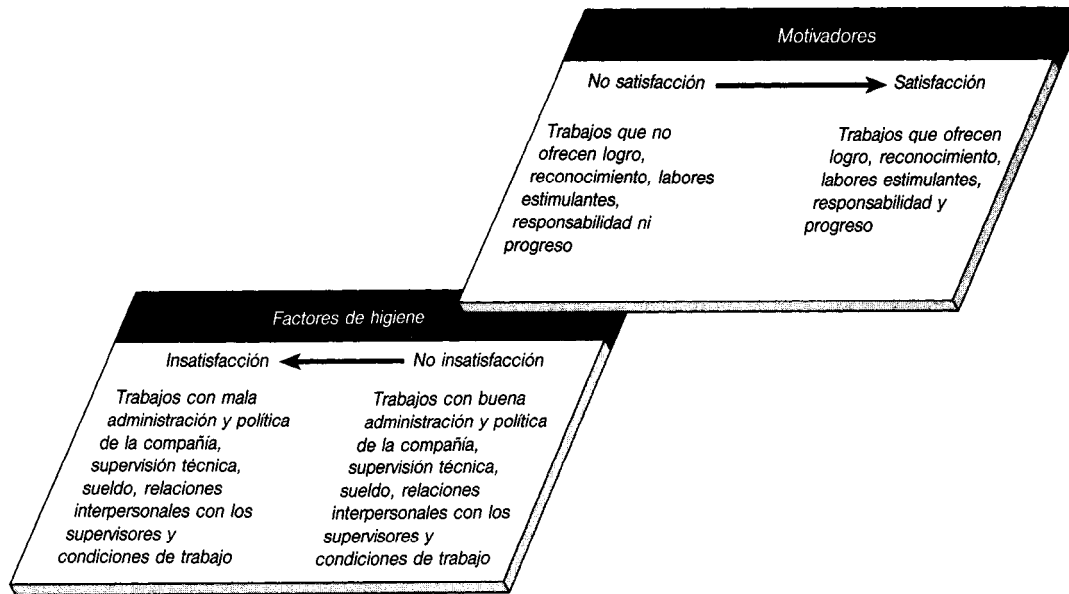 Motivadores
No satisfacción
Satisfacción
Trabajos que no
ofrecen logro,
reconocimiento, labores
estimulantes,
responsabilidad ni
progreso
Trabajos que ofrecen
logro, reconocimiento,
labores estimulantes,
responsabilidad y
progreso
Factores de higiene
Insatisfacción
No insatisfacción
Trabajos con mala
administración y política
de la compañía,
supervisión técnica,
sueldo, relaciones
interpersonales con los
supervisores y
condiciones de trabajo
Trabajos con buena
administración y política
de la compañía,
supervisión técnica,
sueldo, relaciones
interpersonales con los
supervisores y
condiciones de trabajo